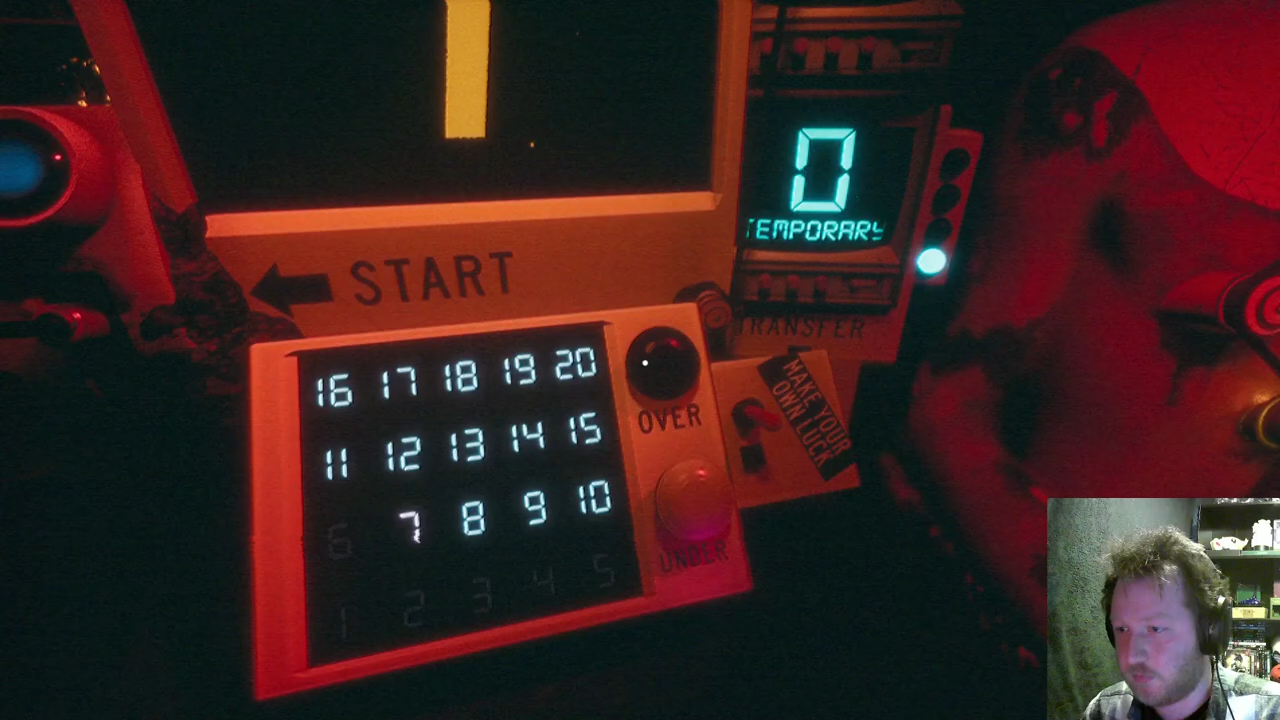 0
TEMPORARY
START
TRANSFER
MAKE YOUR
OWN LUCK
16 17 18 19 20
11 12 13 14 15
6 7 8 9 10
1 2 3 4 5
OVER
UNDER